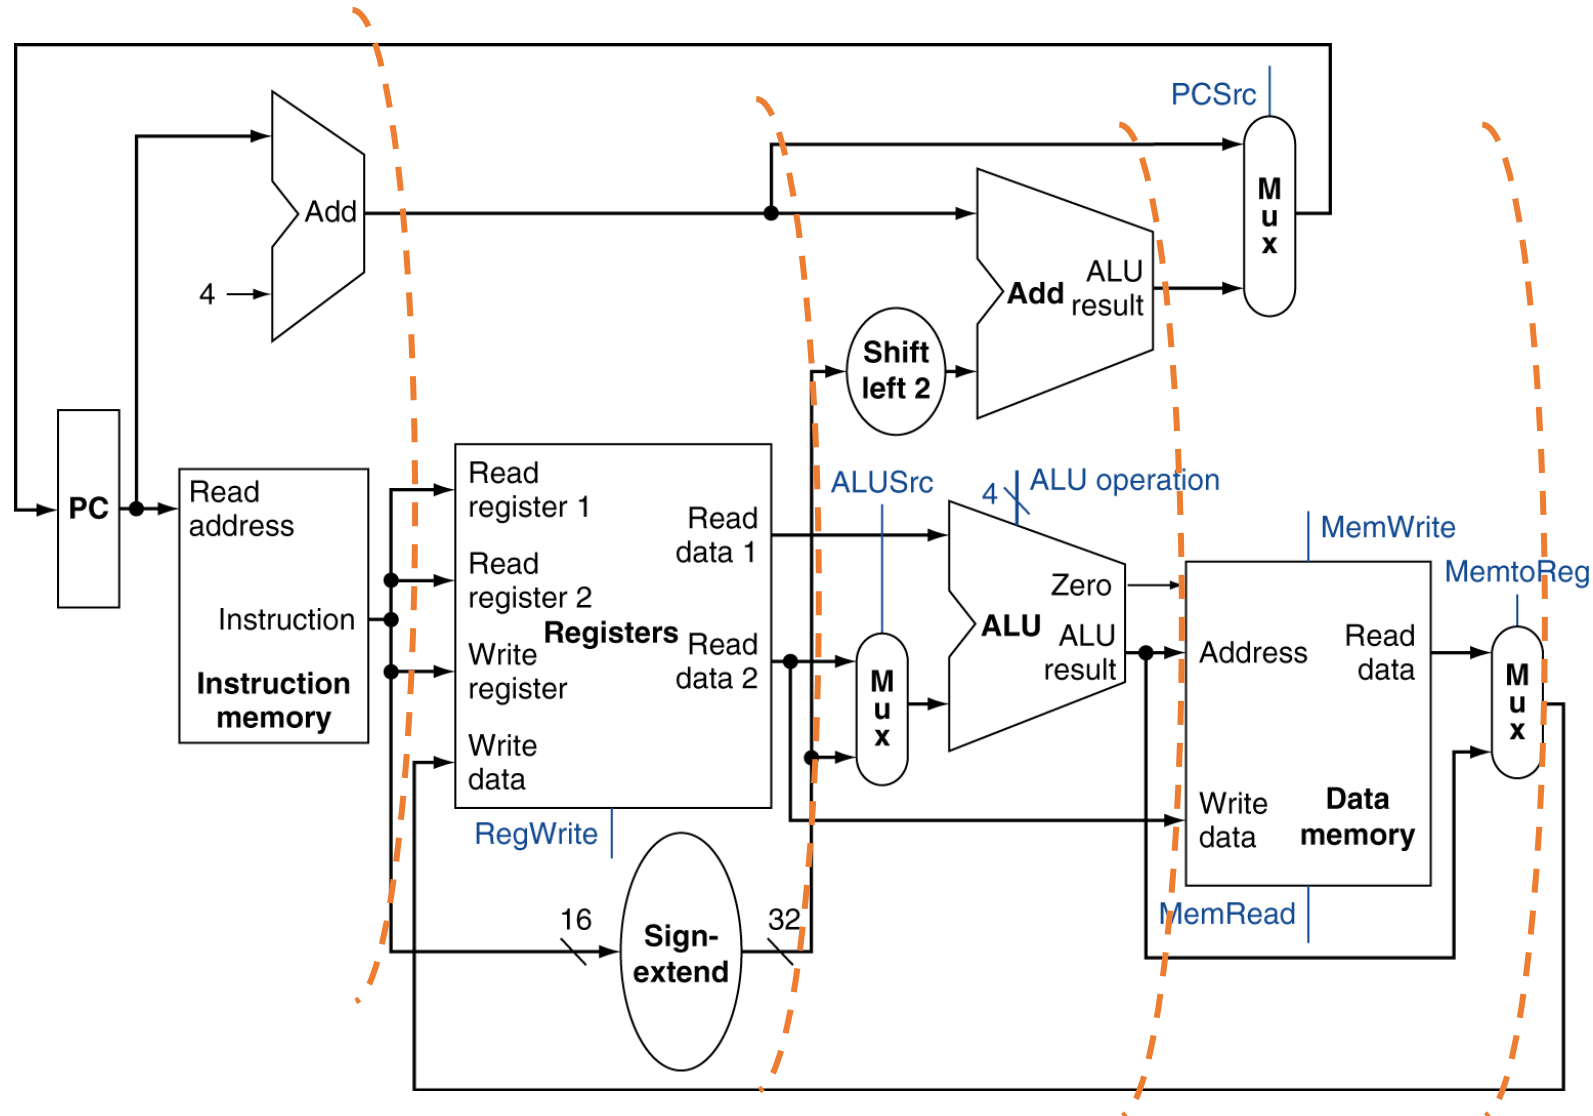 PCSrc
M
u
x
Add
4
Add
ALU
result
Shift
left 2
PC
Read
address
Instruction
Instruction
memory
Read
register 1
Read
register 2
Registers
Write
register
Write
data
Read
data 1
Read
data 2
RegWrite
16
Sign-
extend
32
ALUSrc
M
u
x
4
ALU operation
Zero
ALU
ALU
result
MemWrite
Address
Read
data
Write
data
Data
memory
MemRead
MemtoReg
M
u
x